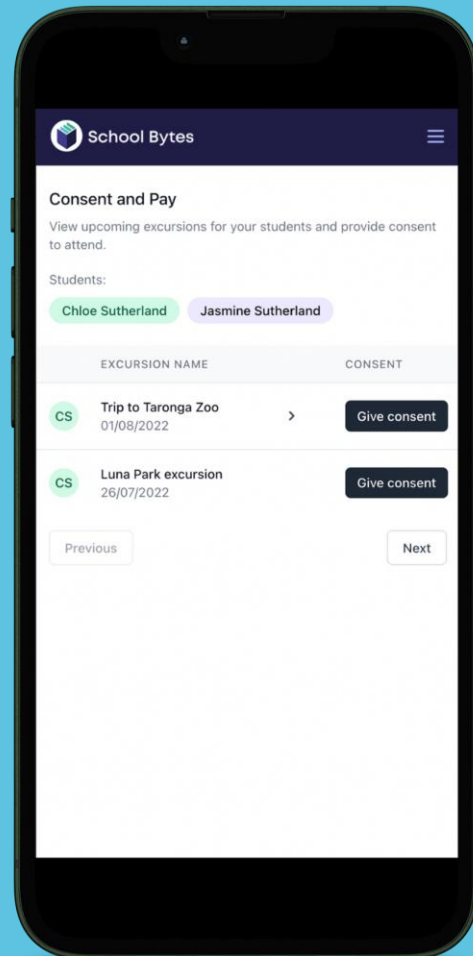 School Bytes
Consent and Pay
View upcoming excursions for your students and provide consent
to attend.
Students:
Chloe Sutherland Jasmine Sutherland
EXCURSION NAME CONSENT
CS Trip to Taronga Zoo > Give consent
01/08/2022
CS Luna Park excursion Give consent
26/07/2022
Previous Next